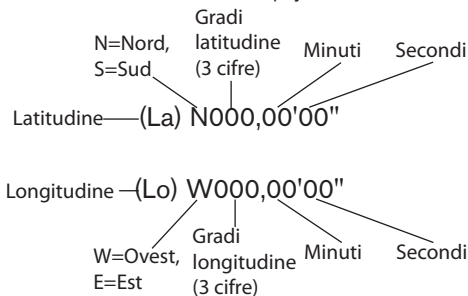 Gradi
latitudine
(3 cifre)
N=Nord,
S=Sud
Minuti
Secondi
Latitudine
(La) N000,00'00"
Longitudine
(Lo) W000,00'00"
W=Ovest,
E=Est
Gradi
longitudine
(3 cifre)
Minuti
Secondi